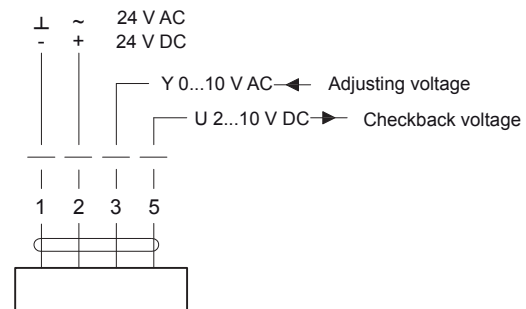 ⊥ ~ 24 V AC
- + 24 V DC
Y 0...10 V AC Adjusting voltage
U 2...10 V DC Checkback voltage
1 2 3 5